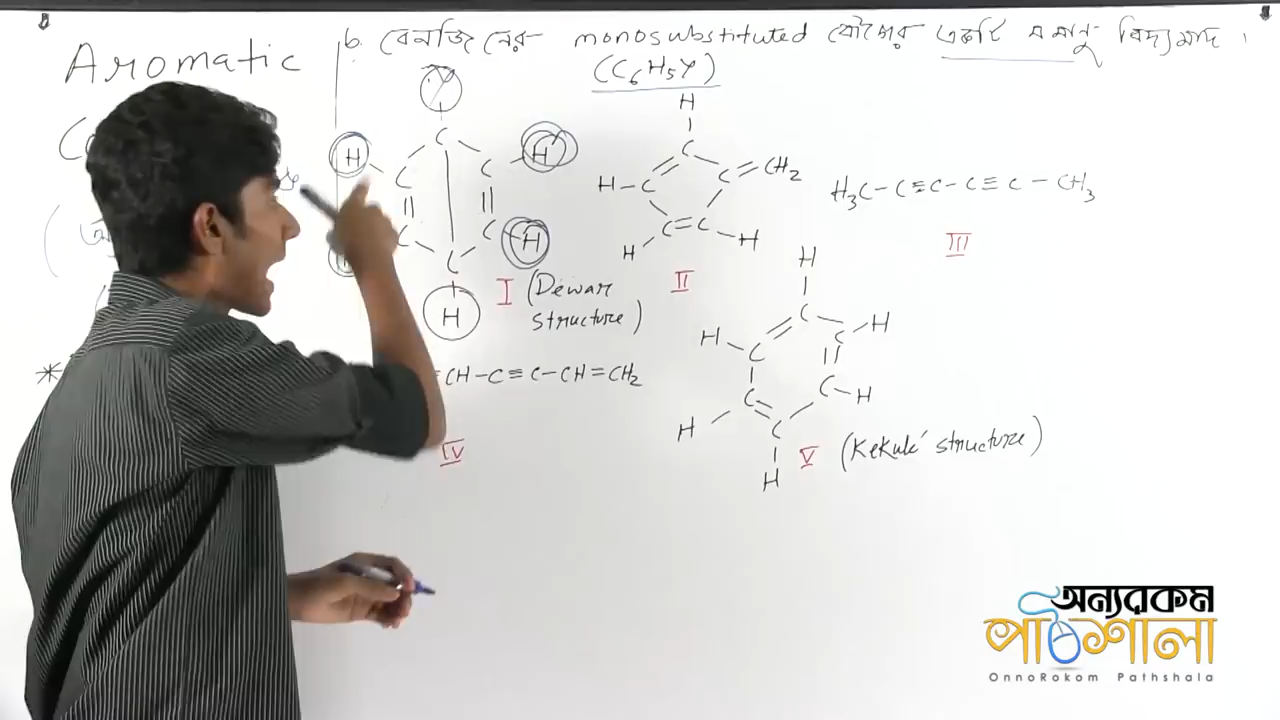 Aromatic
b. বেনজিনের monosubstituted যৌগের একটি সমাণু বিদ্যমান ।
(C6H5Y)
Y
C
H
C
C
H
C
C
H
C
H
I (Dewar
structure)
H
C
H-C
C=CH2
C=C-H
H
II
H3C-C≡C-C≡C-CH3
III
*
CH-C≡C-CH=CH2
IV
H
C
H
C
C-H
C
C-H
H
C
H
V (Kekulé structure)
অন্যরকম
পাঠশালা
OnnoRokom Pathshala